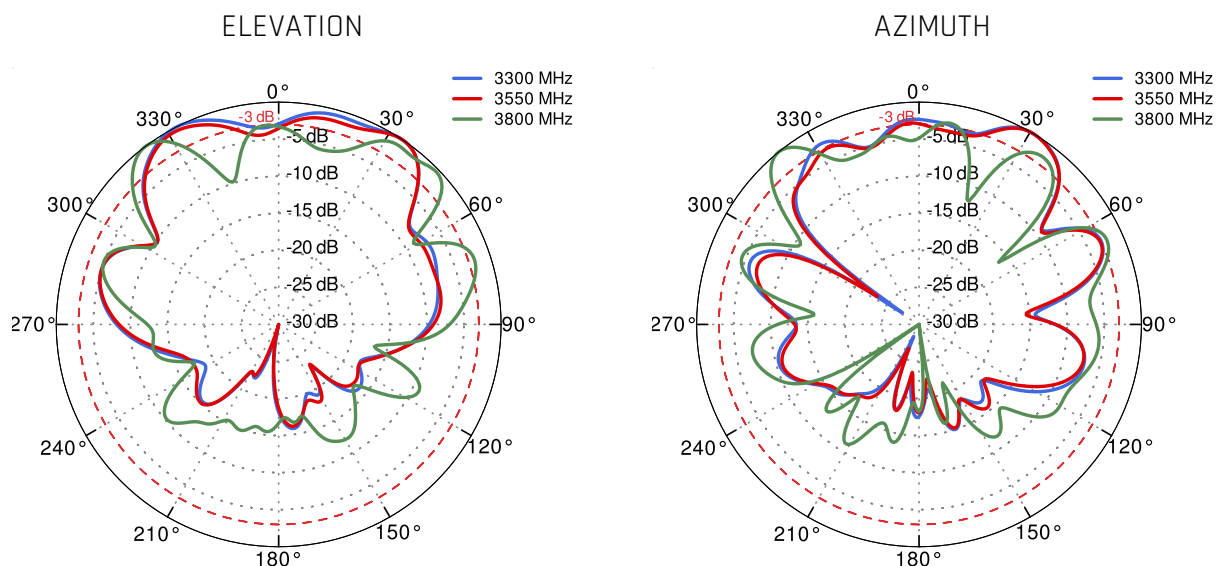 ELEVATION
3300 MHz
3550 MHz
3800 MHz
0°
330°
-3 dB
30°
-5 dB
-10 dB
300°
-15 dB
60°
-20 dB
-25 dB
270°
-30 dB
90°
240°
120°
210°
150°
180°
AZIMUTH
3300 MHz
3550 MHz
3800 MHz
0°
330°
-3 dB
30°
-5 dB
-10 dB
300°
-15 dB
60°
-20 dB
-25 dB
270°
-30 dB
90°
240°
120°
210°
150°
180°